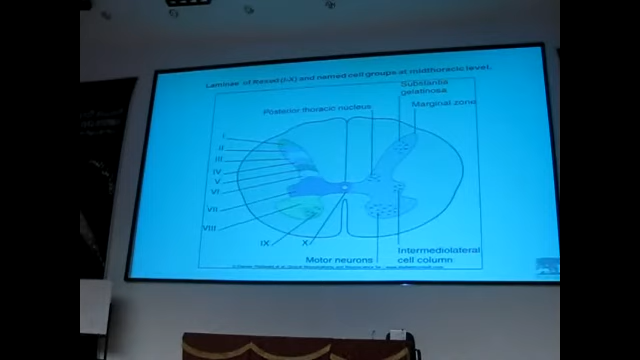 Laminae of Rexed (I-X) and named cell groups at midthoracic level.
Substantia
gelatinosa
Posterior thoracic nucleus
Marginal zone
I
II
III
IV
V
VI
VII
VIII
IX
X
Intermediolateral
cell column
Motor neurons